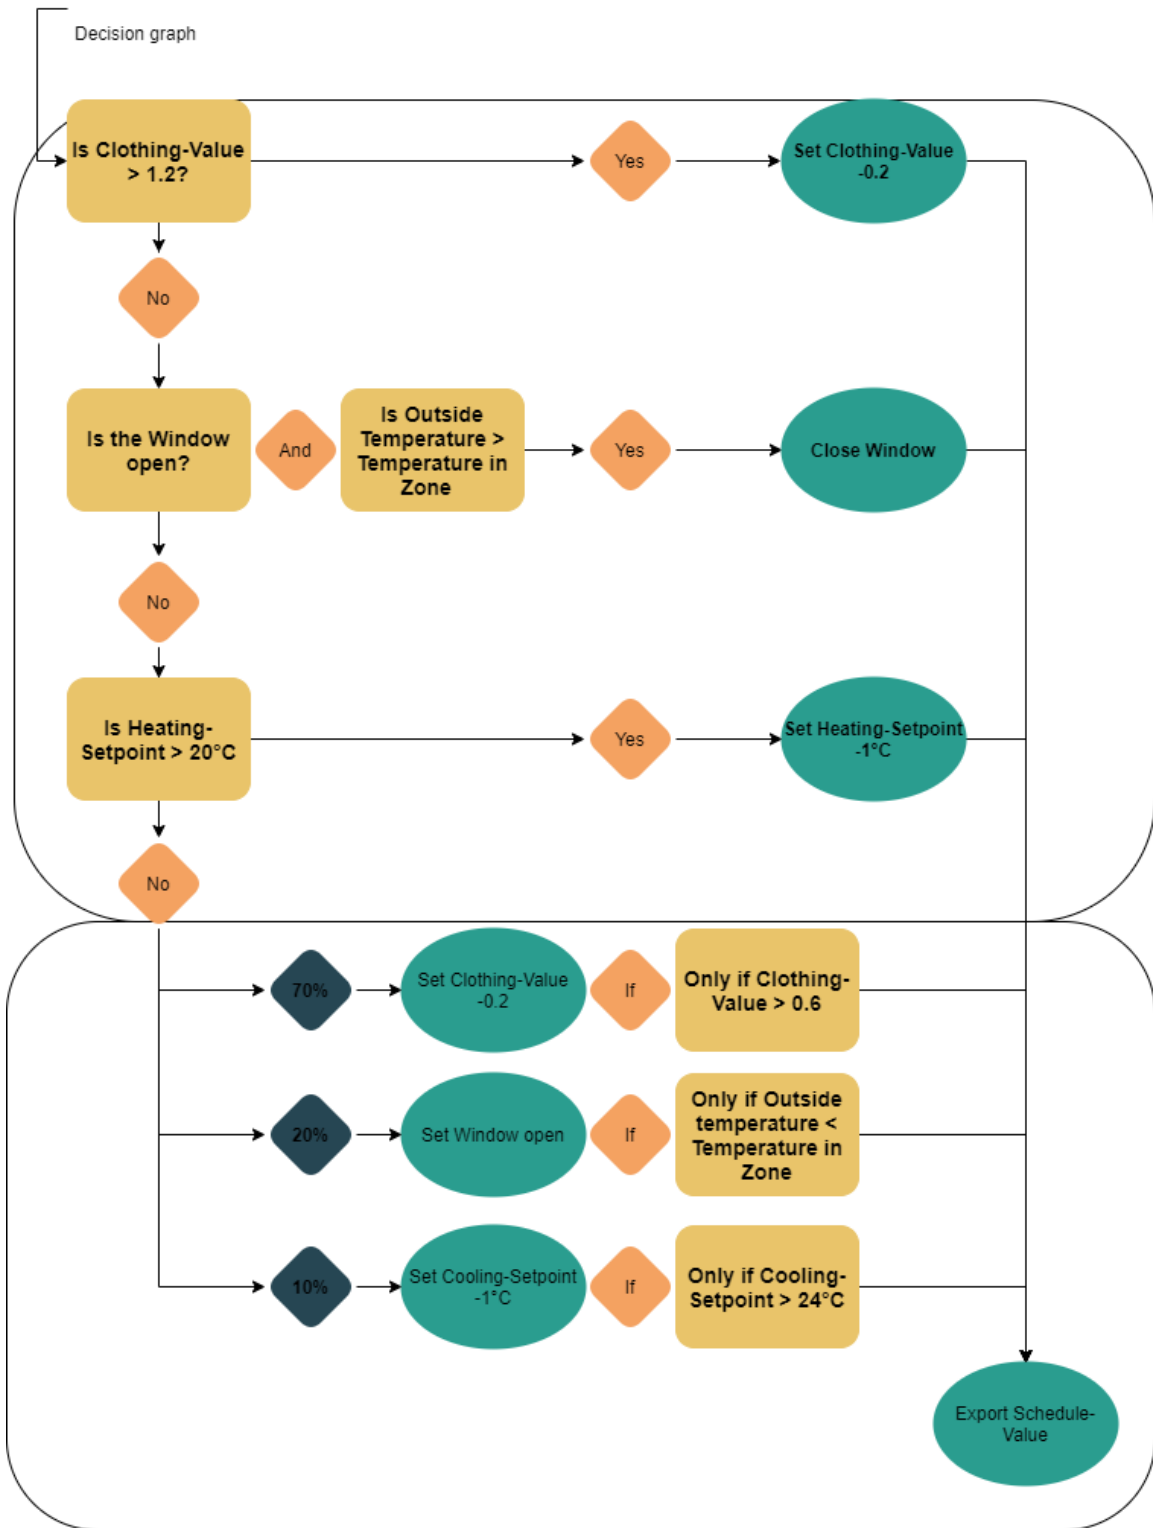 Decision graph
Is Clothing-Value
> 1.2?
Yes
Set Clothing-Value
-0.2
No
Is the Window
open?
And
Is Outside
Temperature >
Temperature in
Zone
Yes
Close Window
No
Is Heating-
Setpoint > 20°C
Yes
Set Heating-Setpoint
-1°C
No
70%
Set Clothing-Value
-0.2
If
Only if Clothing-
Value > 0.6
20%
Set Window open
If
Only if Outside
temperature <
Temperature in
Zone
10%
Set Cooling-Setpoint
-1°C
If
Only if Cooling-
Setpoint > 24°C
Export Schedule-
Value